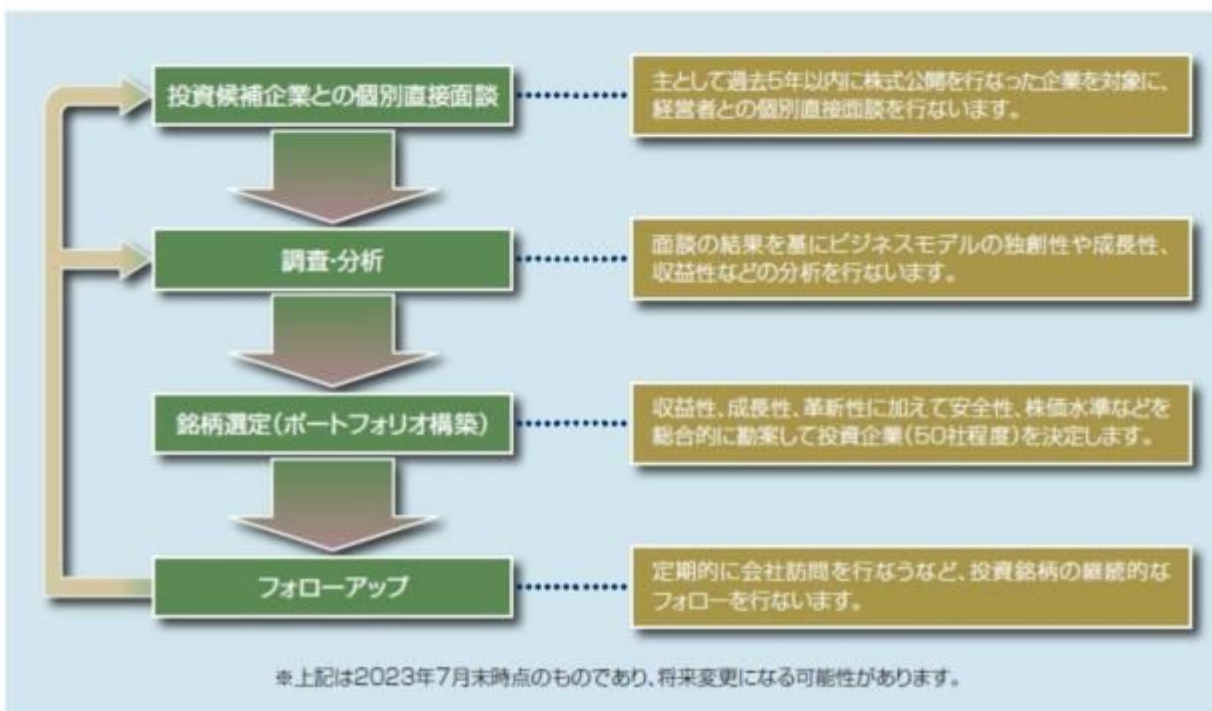 投資候補企業との個別直接面談
主として過去5年以内に株式公開を行なった企業を対象に、
経営者との個別直接面談を行ないます。
調査・分析
面談の結果を基にビジネスモデルの独創性や成長性、
収益性などの分析を行ないます。
銘柄選定(ポートフォリオ構築)
収益性、成長性、革新性に加えて安全性、株価水準などを
総合的に勘案して投資企業(50社程度)を決定します。
フォローアップ
定期的に会社訪問を行なうなど、投資銘柄の継続的な
フォローを行ないます。
※上記は2023年7月末時点のものであり、将来変更になる可能性があります。